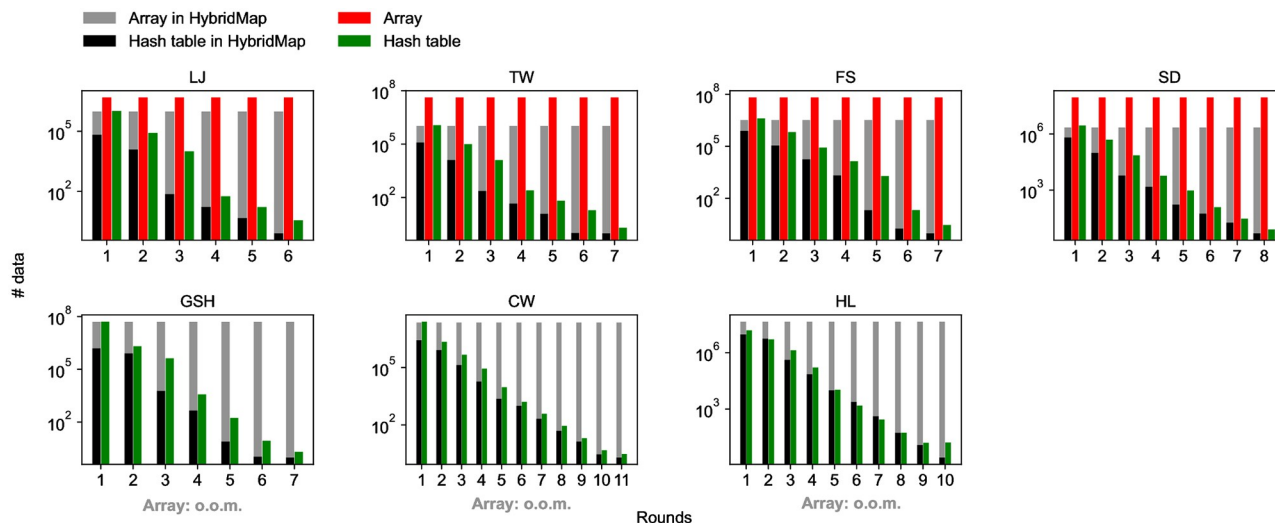 Array in HybridMap
Array
Hash table in HybridMap
Hash table
LJ
TW
FS
SD
10^5
10^2
1 2 3 4 5 6
10^8
10^5
10^2
1 2 3 4 5 6 7
10^8
10^5
10^2
1 2 3 4 5 6 7
10^6
10^3
1 2 3 4 5 6 7 8
# data
GSH
CW
HL
10^8
10^5
10^2
1 2 3 4 5 6 7
Array: o.o.m.
10^5
10^2
1 2 3 4 5 6 7 8 9 10 11
Array: o.o.m.
10^6
10^3
1 2 3 4 5 6 7 8 9 10
Array: o.o.m.
Rounds